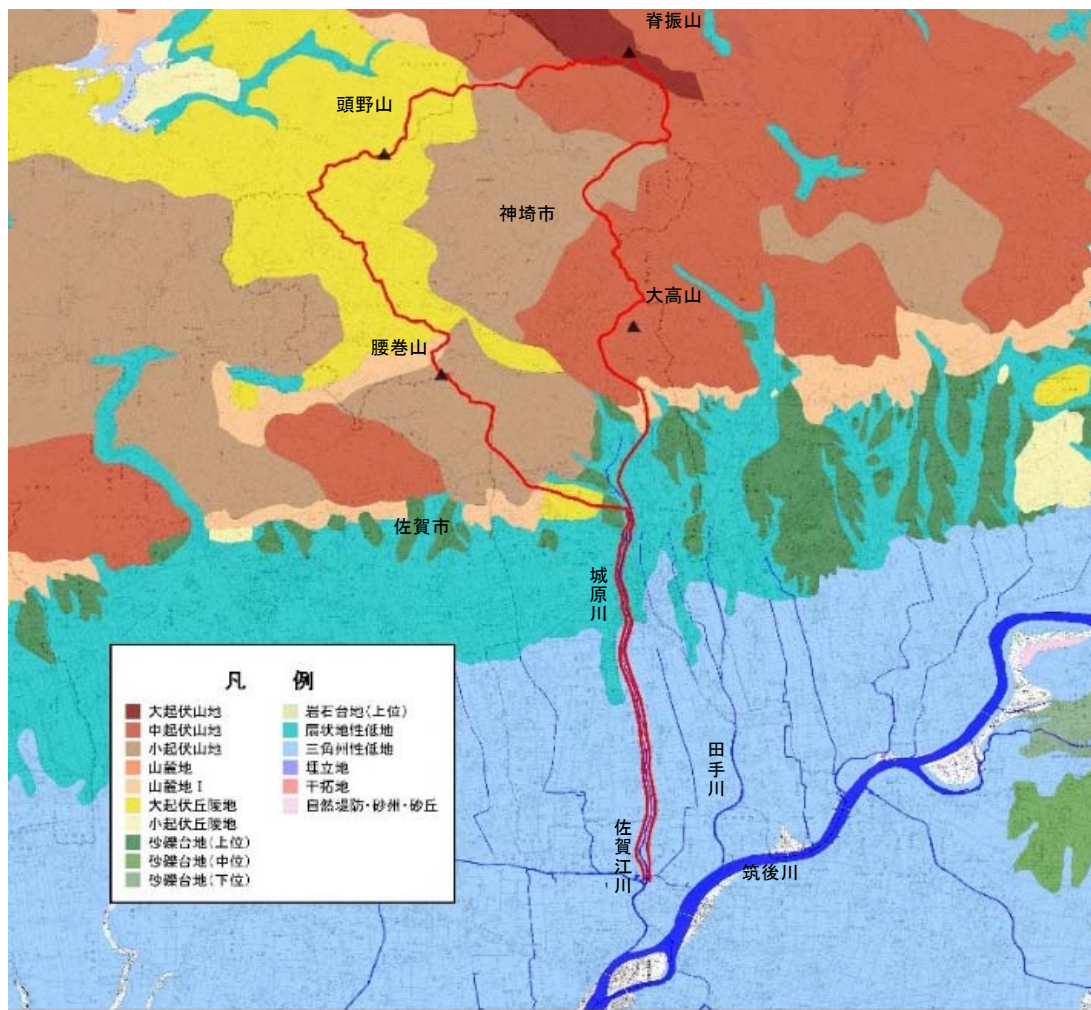 脊振山
頭野山
神埼市
大高山
腰巻山
佐賀市
城原川
田手川
佐賀江川
筑後川
凡 例
大起伏山地
中起伏山地
小起伏山地
山麓地
山麓地Ⅰ
大起伏丘陵地
小起伏丘陵地
砂礫台地(上位)
砂礫台地(中位)
砂礫台地(下位)
岩石台地(上位)
扇状地性低地
三角州性低地
埋立地
干拓地
自然堤防・砂州・砂丘